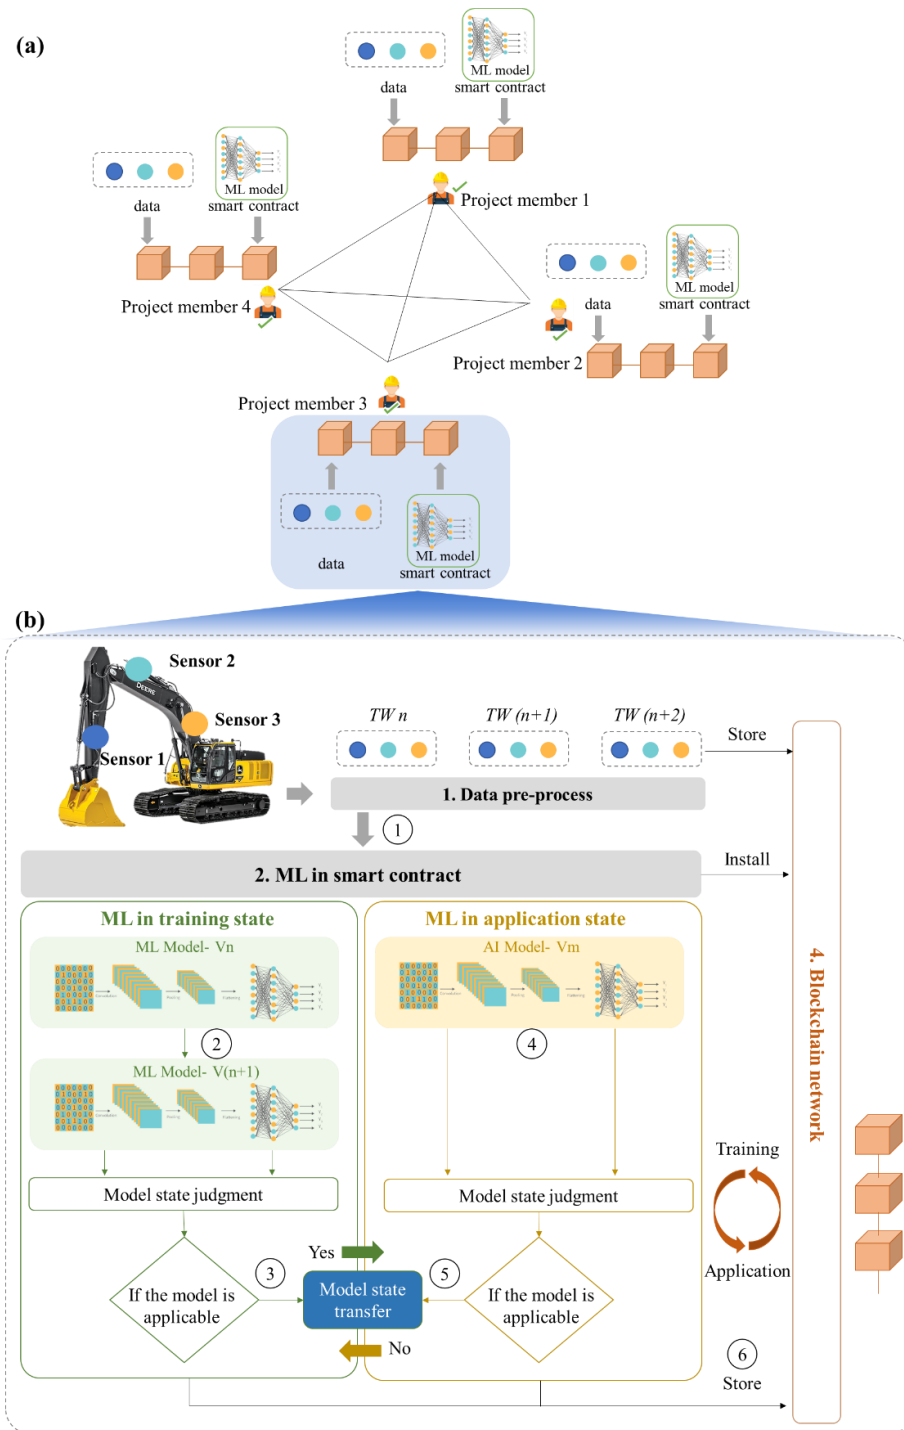 (a)
data
ML model
smart contract
Project member 1
data
ML model
smart contract
Project member 4
data
ML model
smart contract
Project member 2
Project member 3
data
ML model
smart contract
(b)
Sensor 2
DEERE
Sensor 3
Sensor 1
TW n
TW (n+1)
TW (n+2)
Store
1. Data pre-process
1
2. ML in smart contract
Install
ML in training state
ML Model- Vn
2
ML Model- V(n+1)
Model state judgment
If the model is
applicable
3
ML in application state
AI Model- Vm
4
Model state judgment
If the model is
applicable
5
Yes
Model state
transfer
No
Training
Application
6
Store
4. Blockchain network